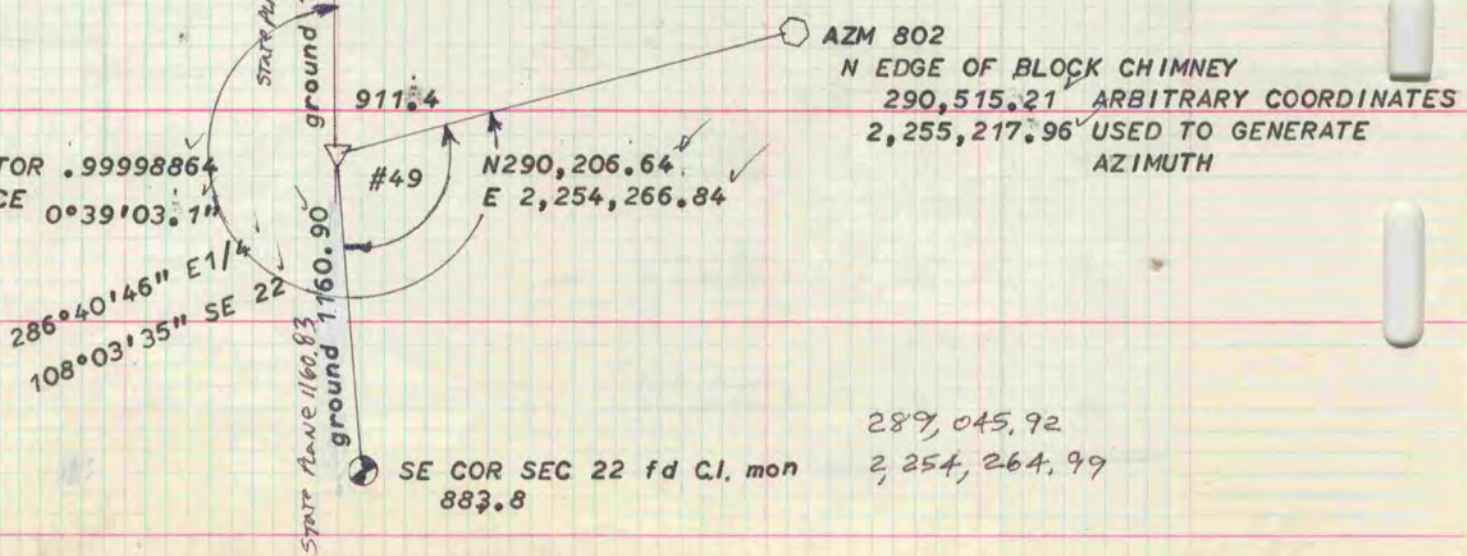 State
ground
AZM 802
N EDGE OF BLOCK CHIMNEY
290,515.21 ARBITRARY COORDINATES
2,255,217.96 USED TO GENERATE
AZIMUTH
911.4
TOR .99998864
CE 0°39'03.1"
#49
N290,206.64
E 2,254,266.84
286°40'46" E1/4
108°03'35" SE 22
State Plane 1160.83
ground 1160.90
SE COR SEC 22 fd C.I. mon
883.8
289,045.92
2,254,264.99